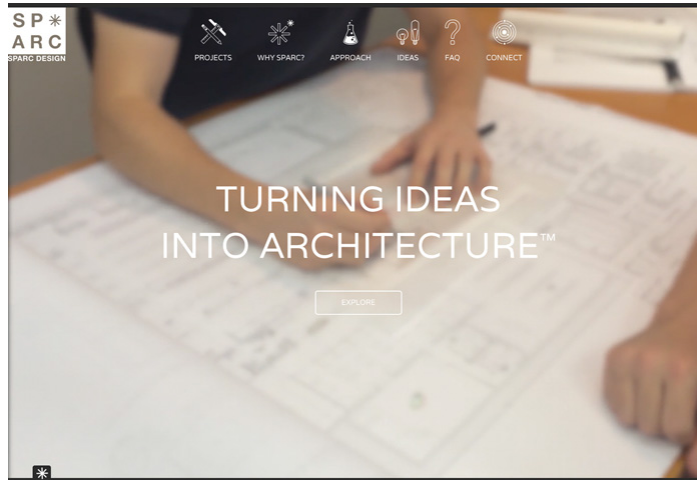 SP*
ARC
SPARC DESIGN
PROJECTS
WHY SPARC?
APPROACH
IDEAS
FAQ
CONNECT
TURNING IDEAS
INTO ARCHITECTURE™
EXPLORE